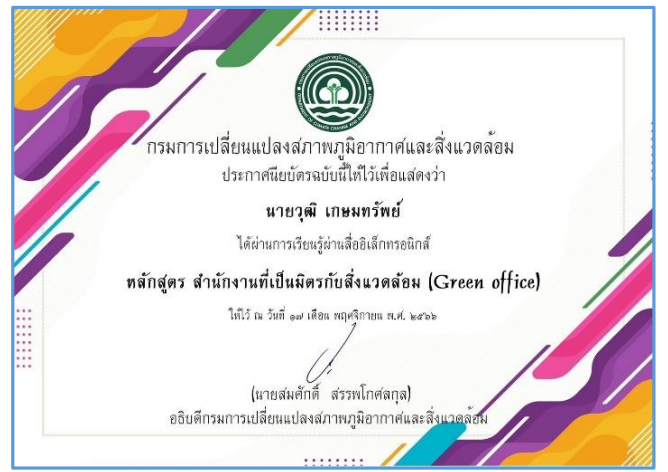 กรมการเปลี่ยนแปลงสภาพภูมิอากาศและสิ่งแวดล้อม
ประกาศนียบัตรฉบับนี้ให้ไว้เพื่อแสดงว่า
นายวุฒิ เกษมทรัพย์
ได้ผ่านการเรียนรู้ผ่านสื่ออิเล็กทรอนิกส์
หลักสูตร สำนักงานที่เป็นมิตรกับสิ่งแวดล้อม (Green office)
ให้ไว้ ณ วันที่ ๑๗ เดือน พฤศจิกายน พ.ศ. ๒๕๖๖
(นายสมศักดิ์ สรรพโกศลกุล)
อธิบดีกรมการเปลี่ยนแปลงสภาพภูมิอากาศและสิ่งแวดล้อม